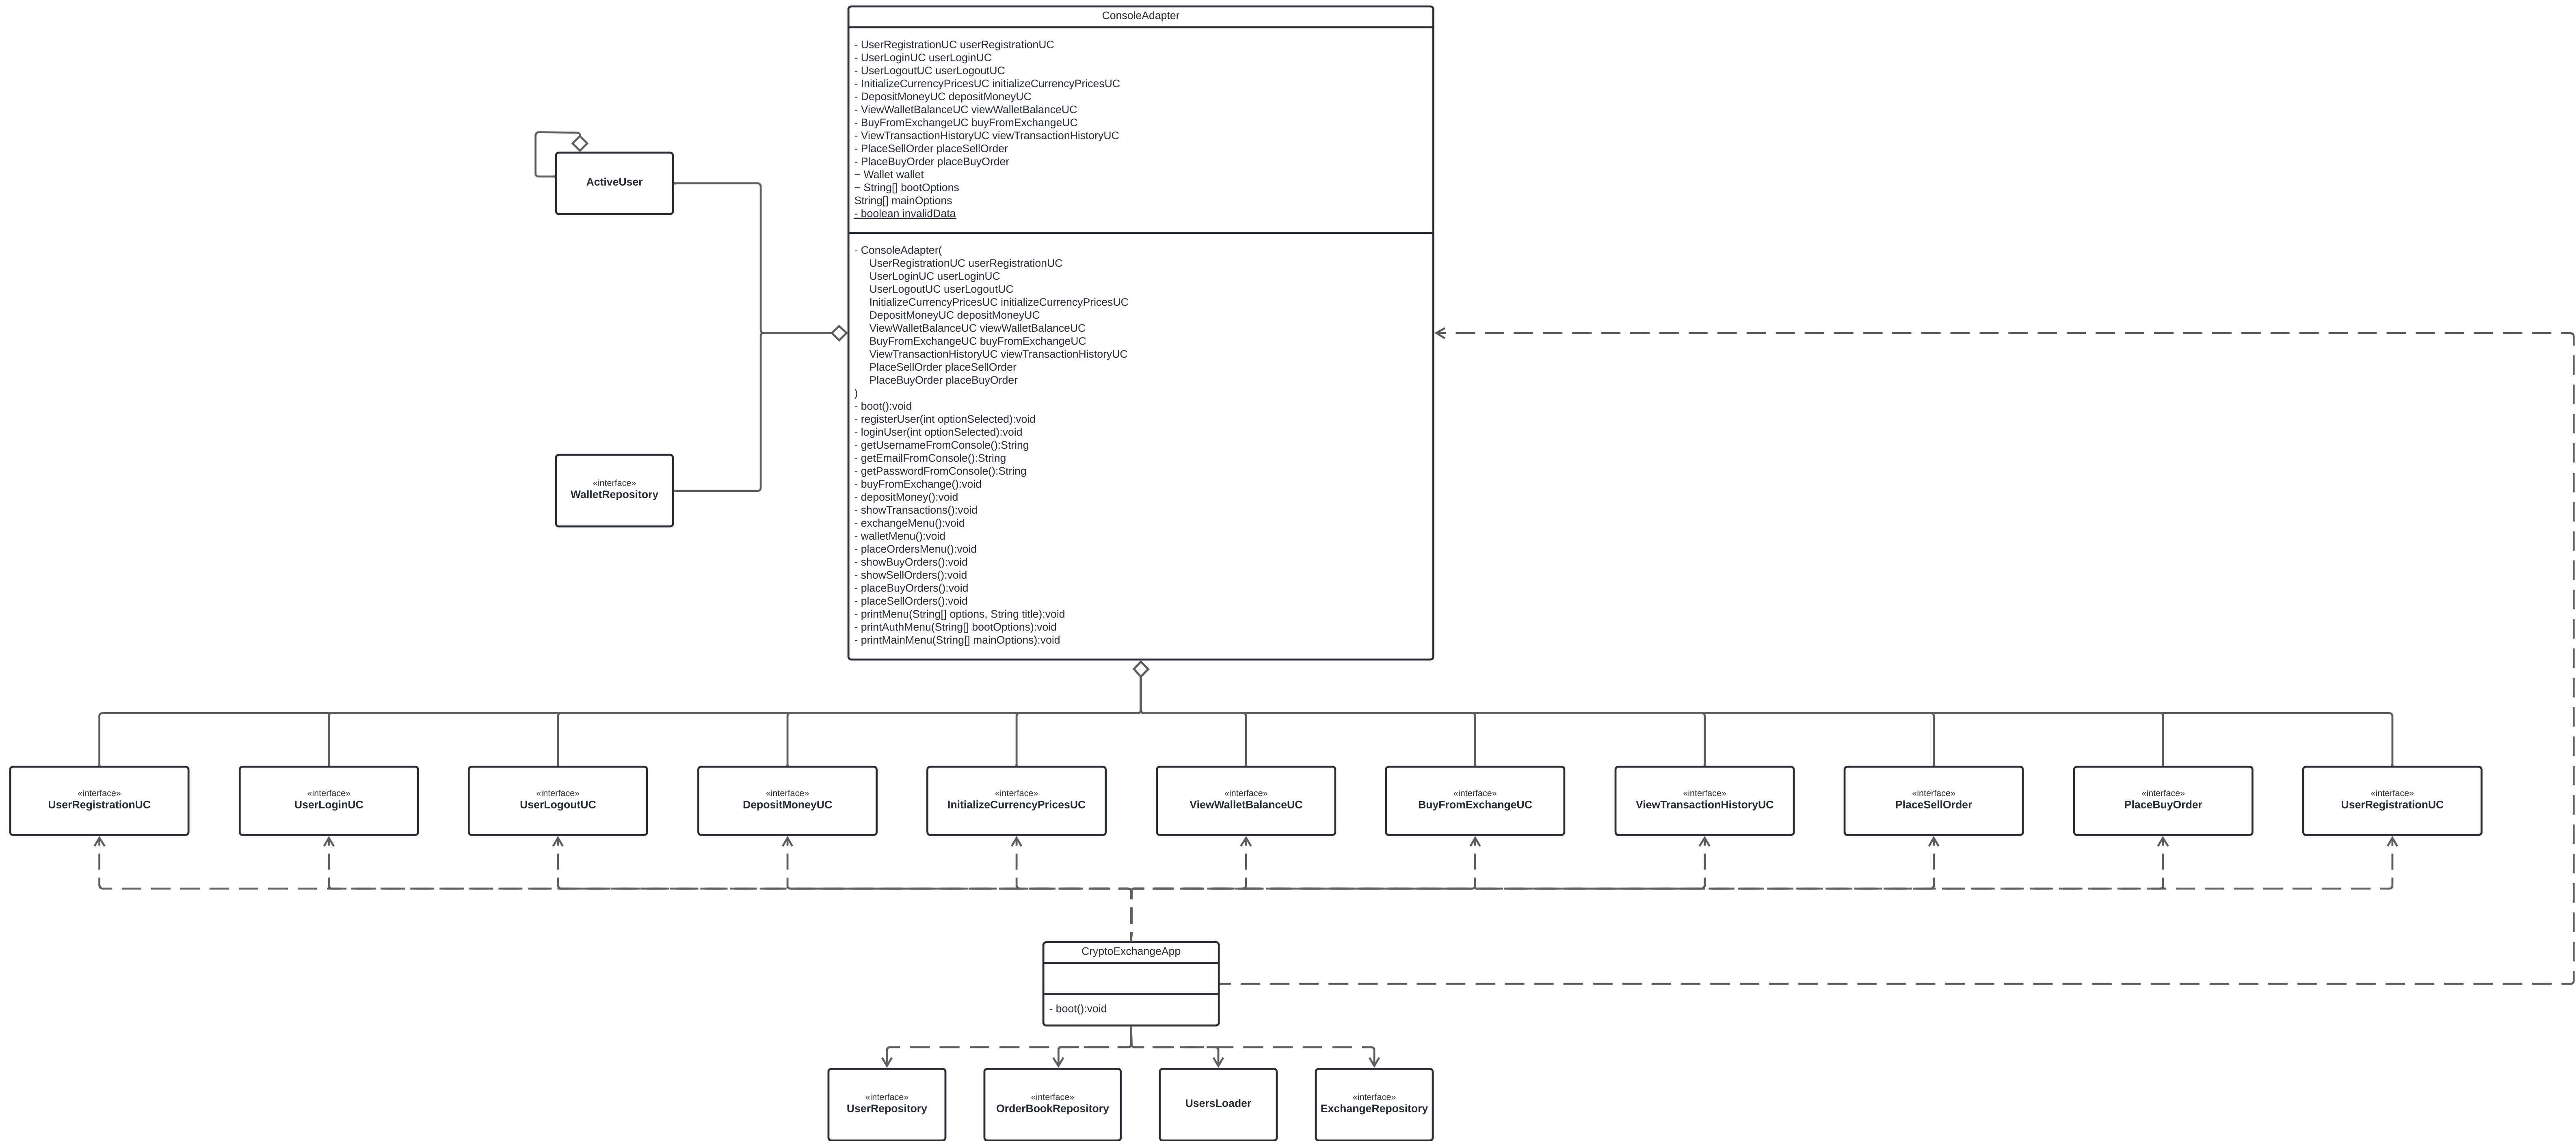 ConsoleAdapter
- UserRegistrationUC userRegistrationUC
- UserLoginUC userLoginUC
- UserLogoutUC userLogoutUC
- InitializeCurrencyPricesUC initializeCurrencyPricesUC
- DepositMoneyUC depositMoneyUC
- ViewWalletBalanceUC viewWalletBalanceUC
- BuyFromExchangeUC buyFromExchangeUC
- ViewTransactionHistoryUC viewTransactionHistoryUC
- PlaceSellOrder placeSellOrder
- PlaceBuyOrder placeBuyOrder
~ Wallet wallet
~ String[] bootOptions
String[] mainOptions
- boolean invalidData
- ConsoleAdapter(
UserRegistrationUC userRegistrationUC
UserLoginUC userLoginUC
UserLogoutUC userLogoutUC
InitializeCurrencyPricesUC initializeCurrencyPricesUC
DepositMoneyUC depositMoneyUC
ViewWalletBalanceUC viewWalletBalanceUC
BuyFromExchangeUC buyFromExchangeUC
ViewTransactionHistoryUC viewTransactionHistoryUC
PlaceSellOrder placeSellOrder
PlaceBuyOrder placeBuyOrder
)
- boot():void
- registerUser(int optionSelected):void
- loginUser(int optionSelected):void
- getUsernameFromConsole():String
- getEmailFromConsole():String
- getPasswordFromConsole():String
- buyFromExchange():void
- depositMoney():void
- showTransactions():void
- exchangeMenu():void
- walletMenu():void
- placeOrdersMenu():void
- showBuyOrders():void
- showSellOrders():void
- placeBuyOrders():void
- placeSellOrders():void
- printMenu(String[] options, String title):void
- printAuthMenu(String[] bootOptions):void
- printMainMenu(String[] mainOptions):void
ActiveUser
«interface»
WalletRepository
«interface»
UserRegistrationUC
«interface»
UserLoginUC
«interface»
UserLogoutUC
«interface»
DepositMoneyUC
«interface»
InitializeCurrencyPricesUC
«interface»
ViewWalletBalanceUC
«interface»
BuyFromExchangeUC
«interface»
ViewTransactionHistoryUC
«interface»
PlaceSellOrder
«interface»
PlaceBuyOrder
«interface»
UserRegistrationUC
CryptoExchangeApp
- boot():void
«interface»
UserRepository
«interface»
OrderBookRepository
UsersLoader
«interface»
ExchangeRepository